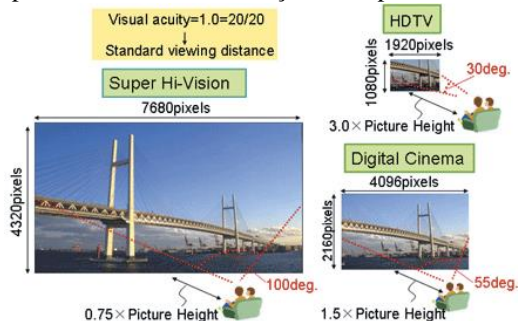 Visual acuity=1.0=20/20
Standard viewing distance
Super Hi-Vision
7680pixels
4320pixels
100deg.
0.75×Picture Height
HDTV
1920pixels
1080pixels
30deg.
3.0×Picture Height
Digital Cinema
4096pixels
2160pixels
55deg.
1.5×Picture Height